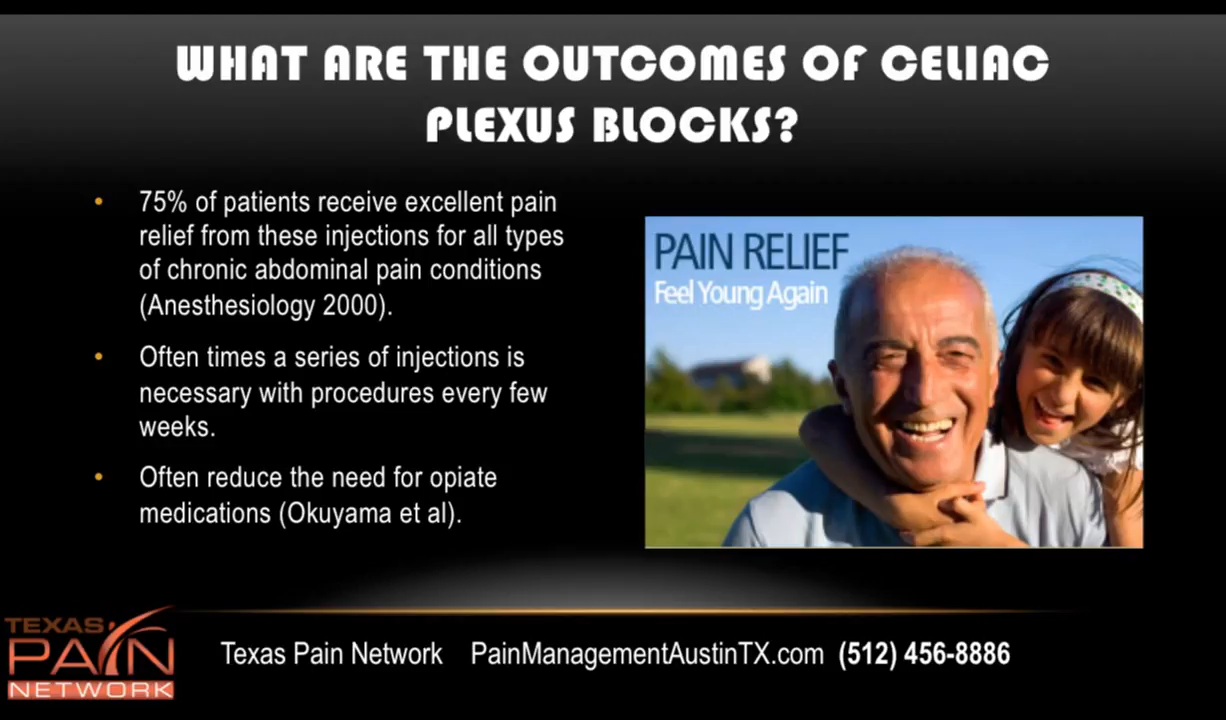 WHAT ARE THE OUTCOMES OF CELIAC
PLEXUS BLOCKS?
• 75% of patients receive excellent pain
relief from these injections for all types
of chronic abdominal pain conditions
(Anesthesiology 2000).
• Often times a series of injections is
necessary with procedures every few
weeks.
• Often reduce the need for opiate
medications (Okuyama et al).
PAIN RELIEF
Feel Young Again
TEXAS
PAIN
NETWORK
Texas Pain Network PainManagementAustinTX.com (512) 456-8886